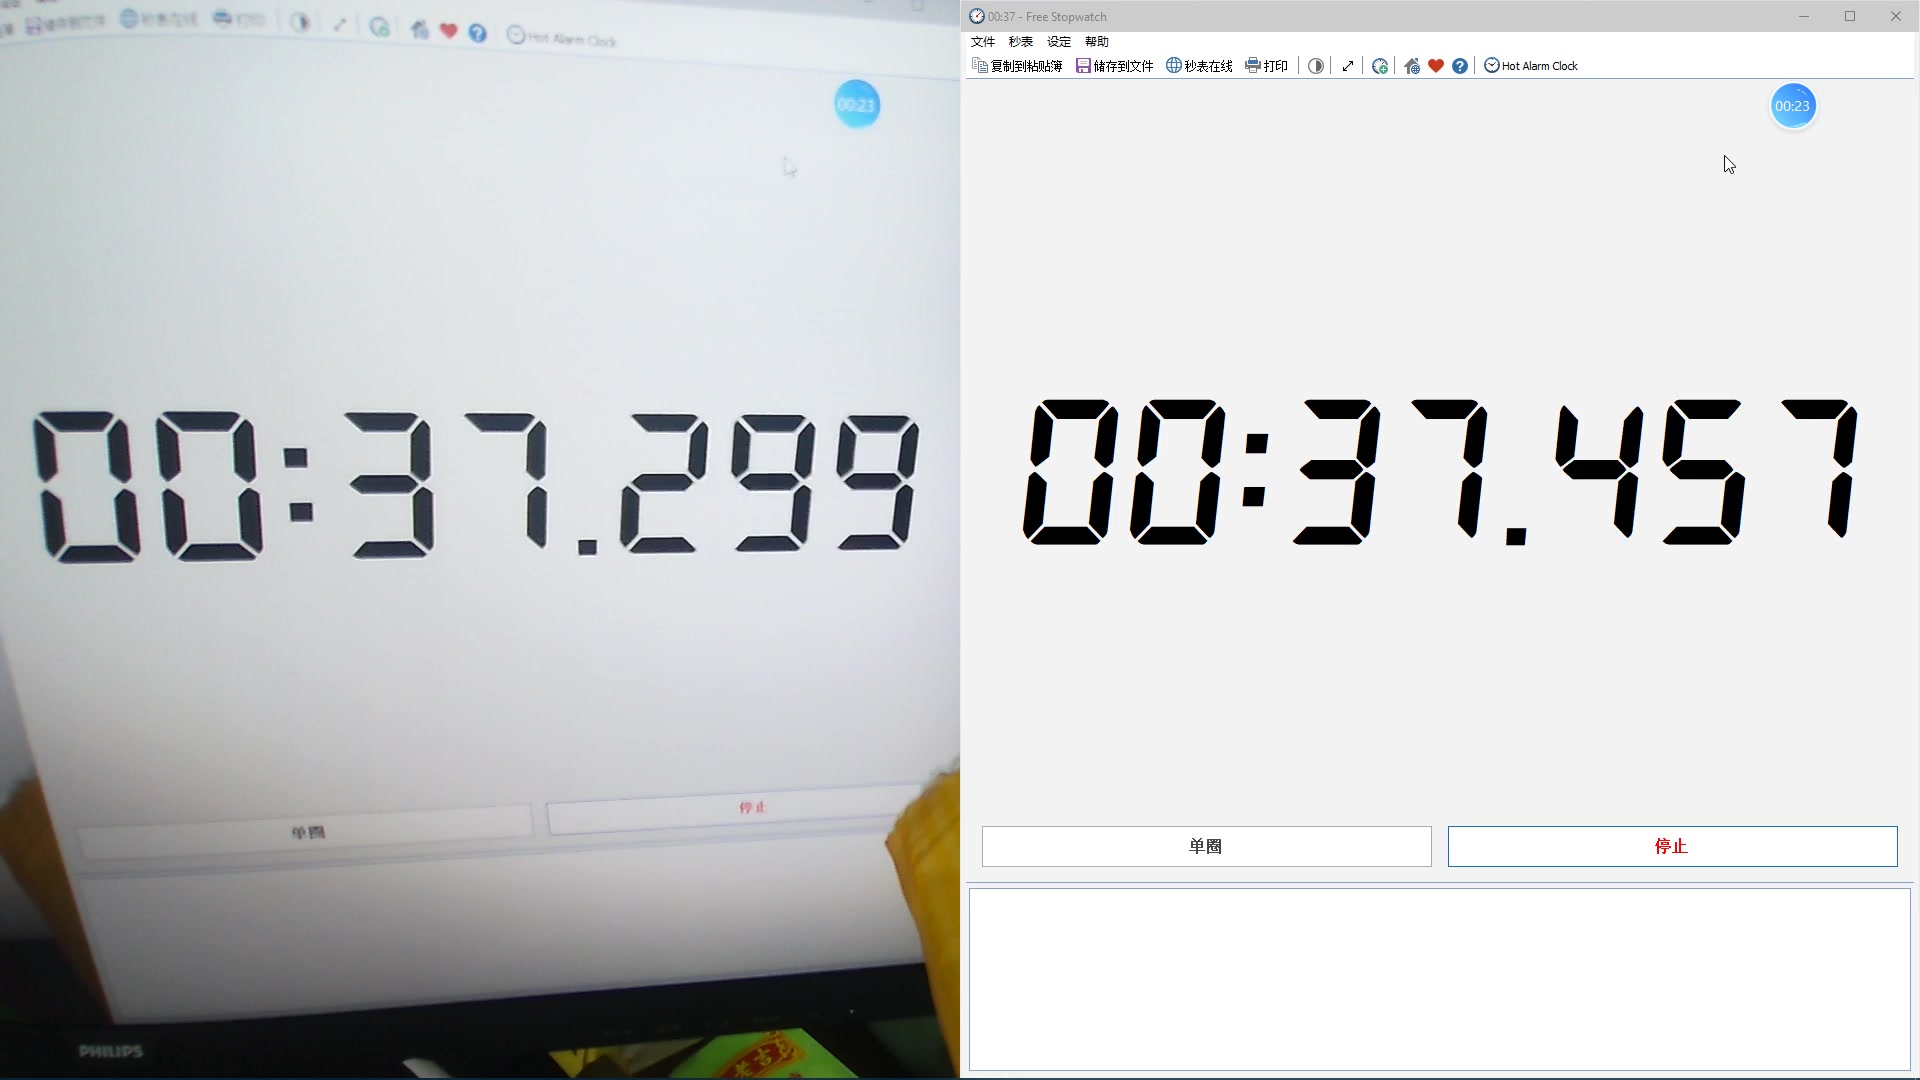 储存到文件 秒表在线 打印 Hot Alarm Clock
00:23
00:37.299
单圈 停止
PHILIPS
老吉
00:37 - Free Stopwatch
文件 秒表 设定 帮助
复制到粘贴簿 储存到文件 秒表在线 打印 Hot Alarm Clock
00:23
00:37.457
单圈 停止